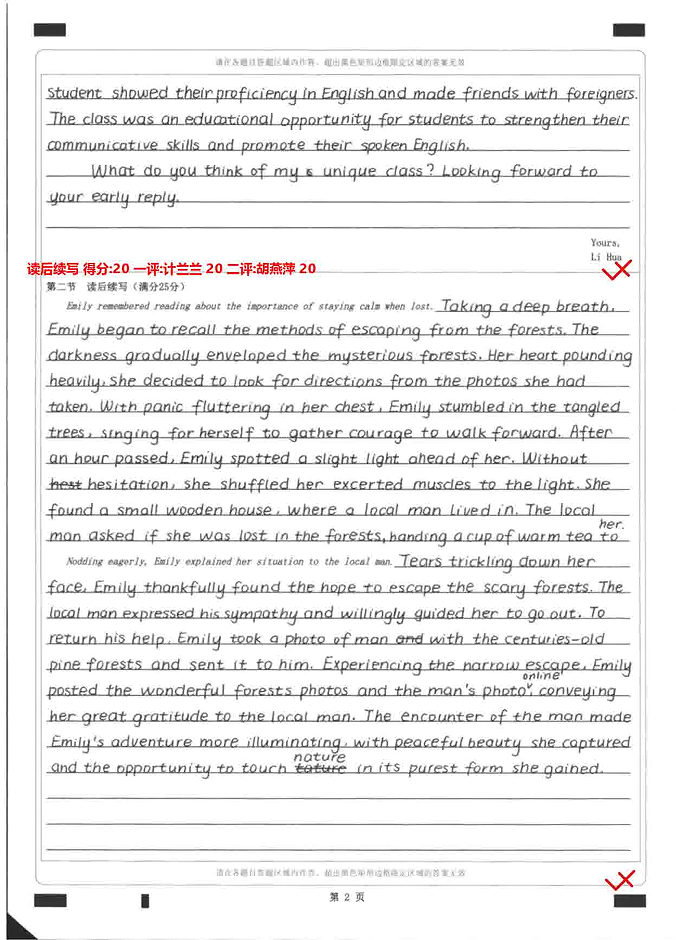 请在各题目答题区域内作答，超出黑色矩形边框限定区域的答案无效
Student showed their proficiency in English and made friends with foreigners.
The class was an educational opportunity for students to strengthen their
communicative skills and promote their spoken English.
What do you think of my unique class? Looking forward to
your early reply.
Yours,
Li Hua
读后续写 得分:20 一评:计兰兰 20 二评:胡燕萍 20
第二节 读后续写（满分25分）
Emily remembered reading about the importance of staying calm when lost. Taking a deep breath,
Emily began to recall the methods of escaping from the forests. The
darkness gradually enveloped the mysterious forests. Her heart pounding
heavily, she decided to look for directions from the photos she had
taken. With panic fluttering in her chest, Emily stumbled in the tangled
trees, singing for herself to gather courage to walk forward. After
an hour passed, Emily spotted a slight light ahead of her. Without
hest hesitation, she shuffled her excerted muscles to the light. She
found a small wooden house, where a local man lived in. The local
man asked if she was lost in the forests, handing a cup of warm tea to her.
Nodding eagerly, Emily explained her situation to the local man. Tears trickling down her
face, Emily thankfully found the hope to escape the scary forests. The
local man expressed his sympathy and willingly guided her to go out. To
return his help, Emily took a photo of man and with the centuries-old
pine forests and sent it to him. Experiencing the narrow escape, Emily
posted the wonderful forests photos and the man's photo online, conveying
her great gratitude to the local man. The encounter of the man made
Emily's adventure more illuminating, with peaceful beauty she captured
and the opportunity to touch nature in its purest form she gained.
请在各题目答题区域内作答，超出黑色矩形边框限定区域的答案无效
第 2 页